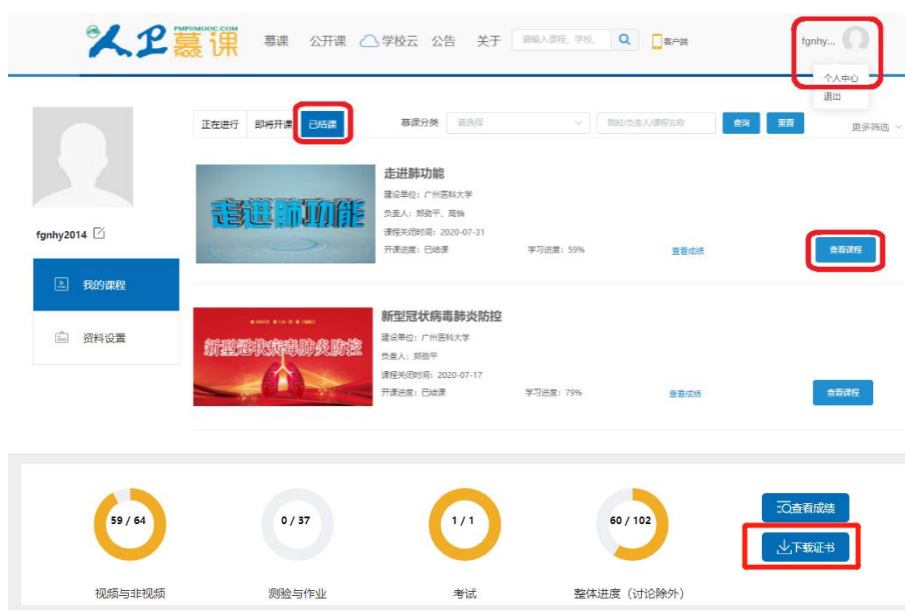 PMPHMOOC.COM
人卫慕课 慕课 公开课 学校云 公告 关于 请输入课程、学校、 客户端 fgnhy...
个人中心
退出
正在进行 即将开课 已结课 慕课分类 请选择 院校/负责人/课程名称 查询 重置 更多筛选
走进肺功能
走进肺功能
建设单位：广州医科大学
负责人：郑劲平、高怡
fgnhy2014
课程关闭时间：2020-07-31
开课进度：已结课 学习进度：59% 查看成绩 查看课程
我的课程
资料设置
新型冠状病毒肺炎防控
新型冠状病毒肺炎防控
建设单位：广州医科大学
负责人：郑劲平
课程关闭时间：2020-07-17
开课进度：已结课 学习进度：79% 查看成绩 查看课程
59 / 64 0 / 37 1 / 1 60 / 102 查看成绩
下载证书
视频与非视频 测验与作业 考试 整体进度（讨论除外）